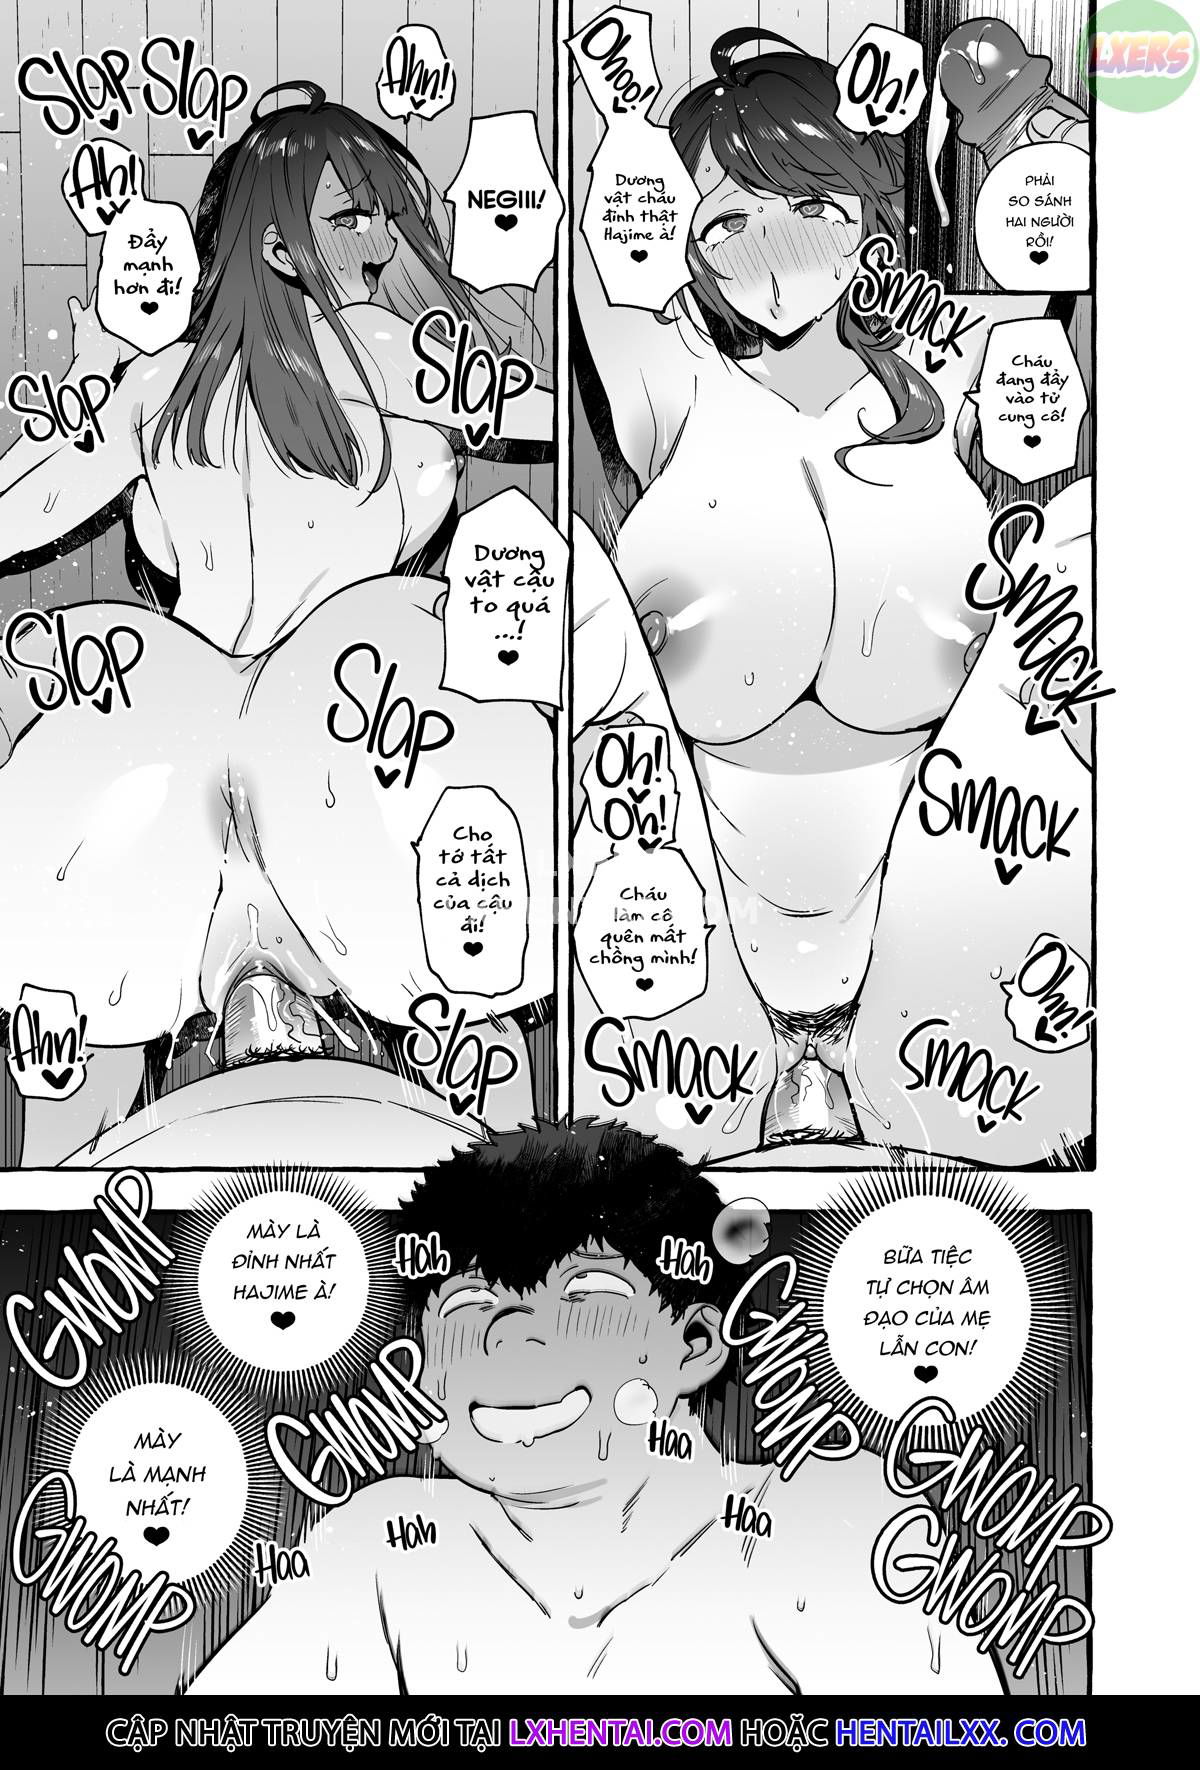 LXERS
PHẢI
SO SÁNH
HAI NGƯỜI
RỒI!
Oh!
Ohoo!
Dương
vật cháu
đỉnh thật
Hajime à!
SMACK
Cháu
đang đẩy
vào tử
cung cô!
SMACK
SMACK
SMACK
Oh!
Oh!
Cháu
làm cô
quên mất
chồng mình!
Ohh!
SMACK
SMACK
Ahh!
NEGIII!
SLAP SLAP
Ah!
Đẩy
mạnh
hơn đi!
SLAP
SLAP
Dương
vật cậu
to quá
...!
SLAP
SLAP
Cho
tớ tất
cả dịch
của cậu
đi!
Ahh!
SLAP
BỮA TIỆC
TỰ CHỌN ÂM
ĐẠO CỦA MẸ
LẪN CON!
Hah
Hah
MÀY LÀ
ĐỈNH NHẤT
HAJIME À!
GWOMP
GWOMP
GWOMP
GWOMP
GWOMP
GWOMP
Haa
Haa
Hah
Haa
MÀY
LÀ MẠNH
NHẤT!
CẬP NHẬT TRUYỆN MỚI TẠI LXHENTAI.COM HOẶC HENTAILXX. COM